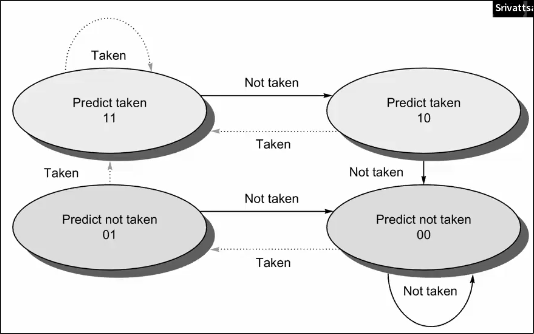 Srivatts
Taken
Not taken
Predict taken
11
Predict taken
10
Taken
Taken
Not taken
Not taken
Predict not taken
01
Predict not taken
00
Taken
Not taken